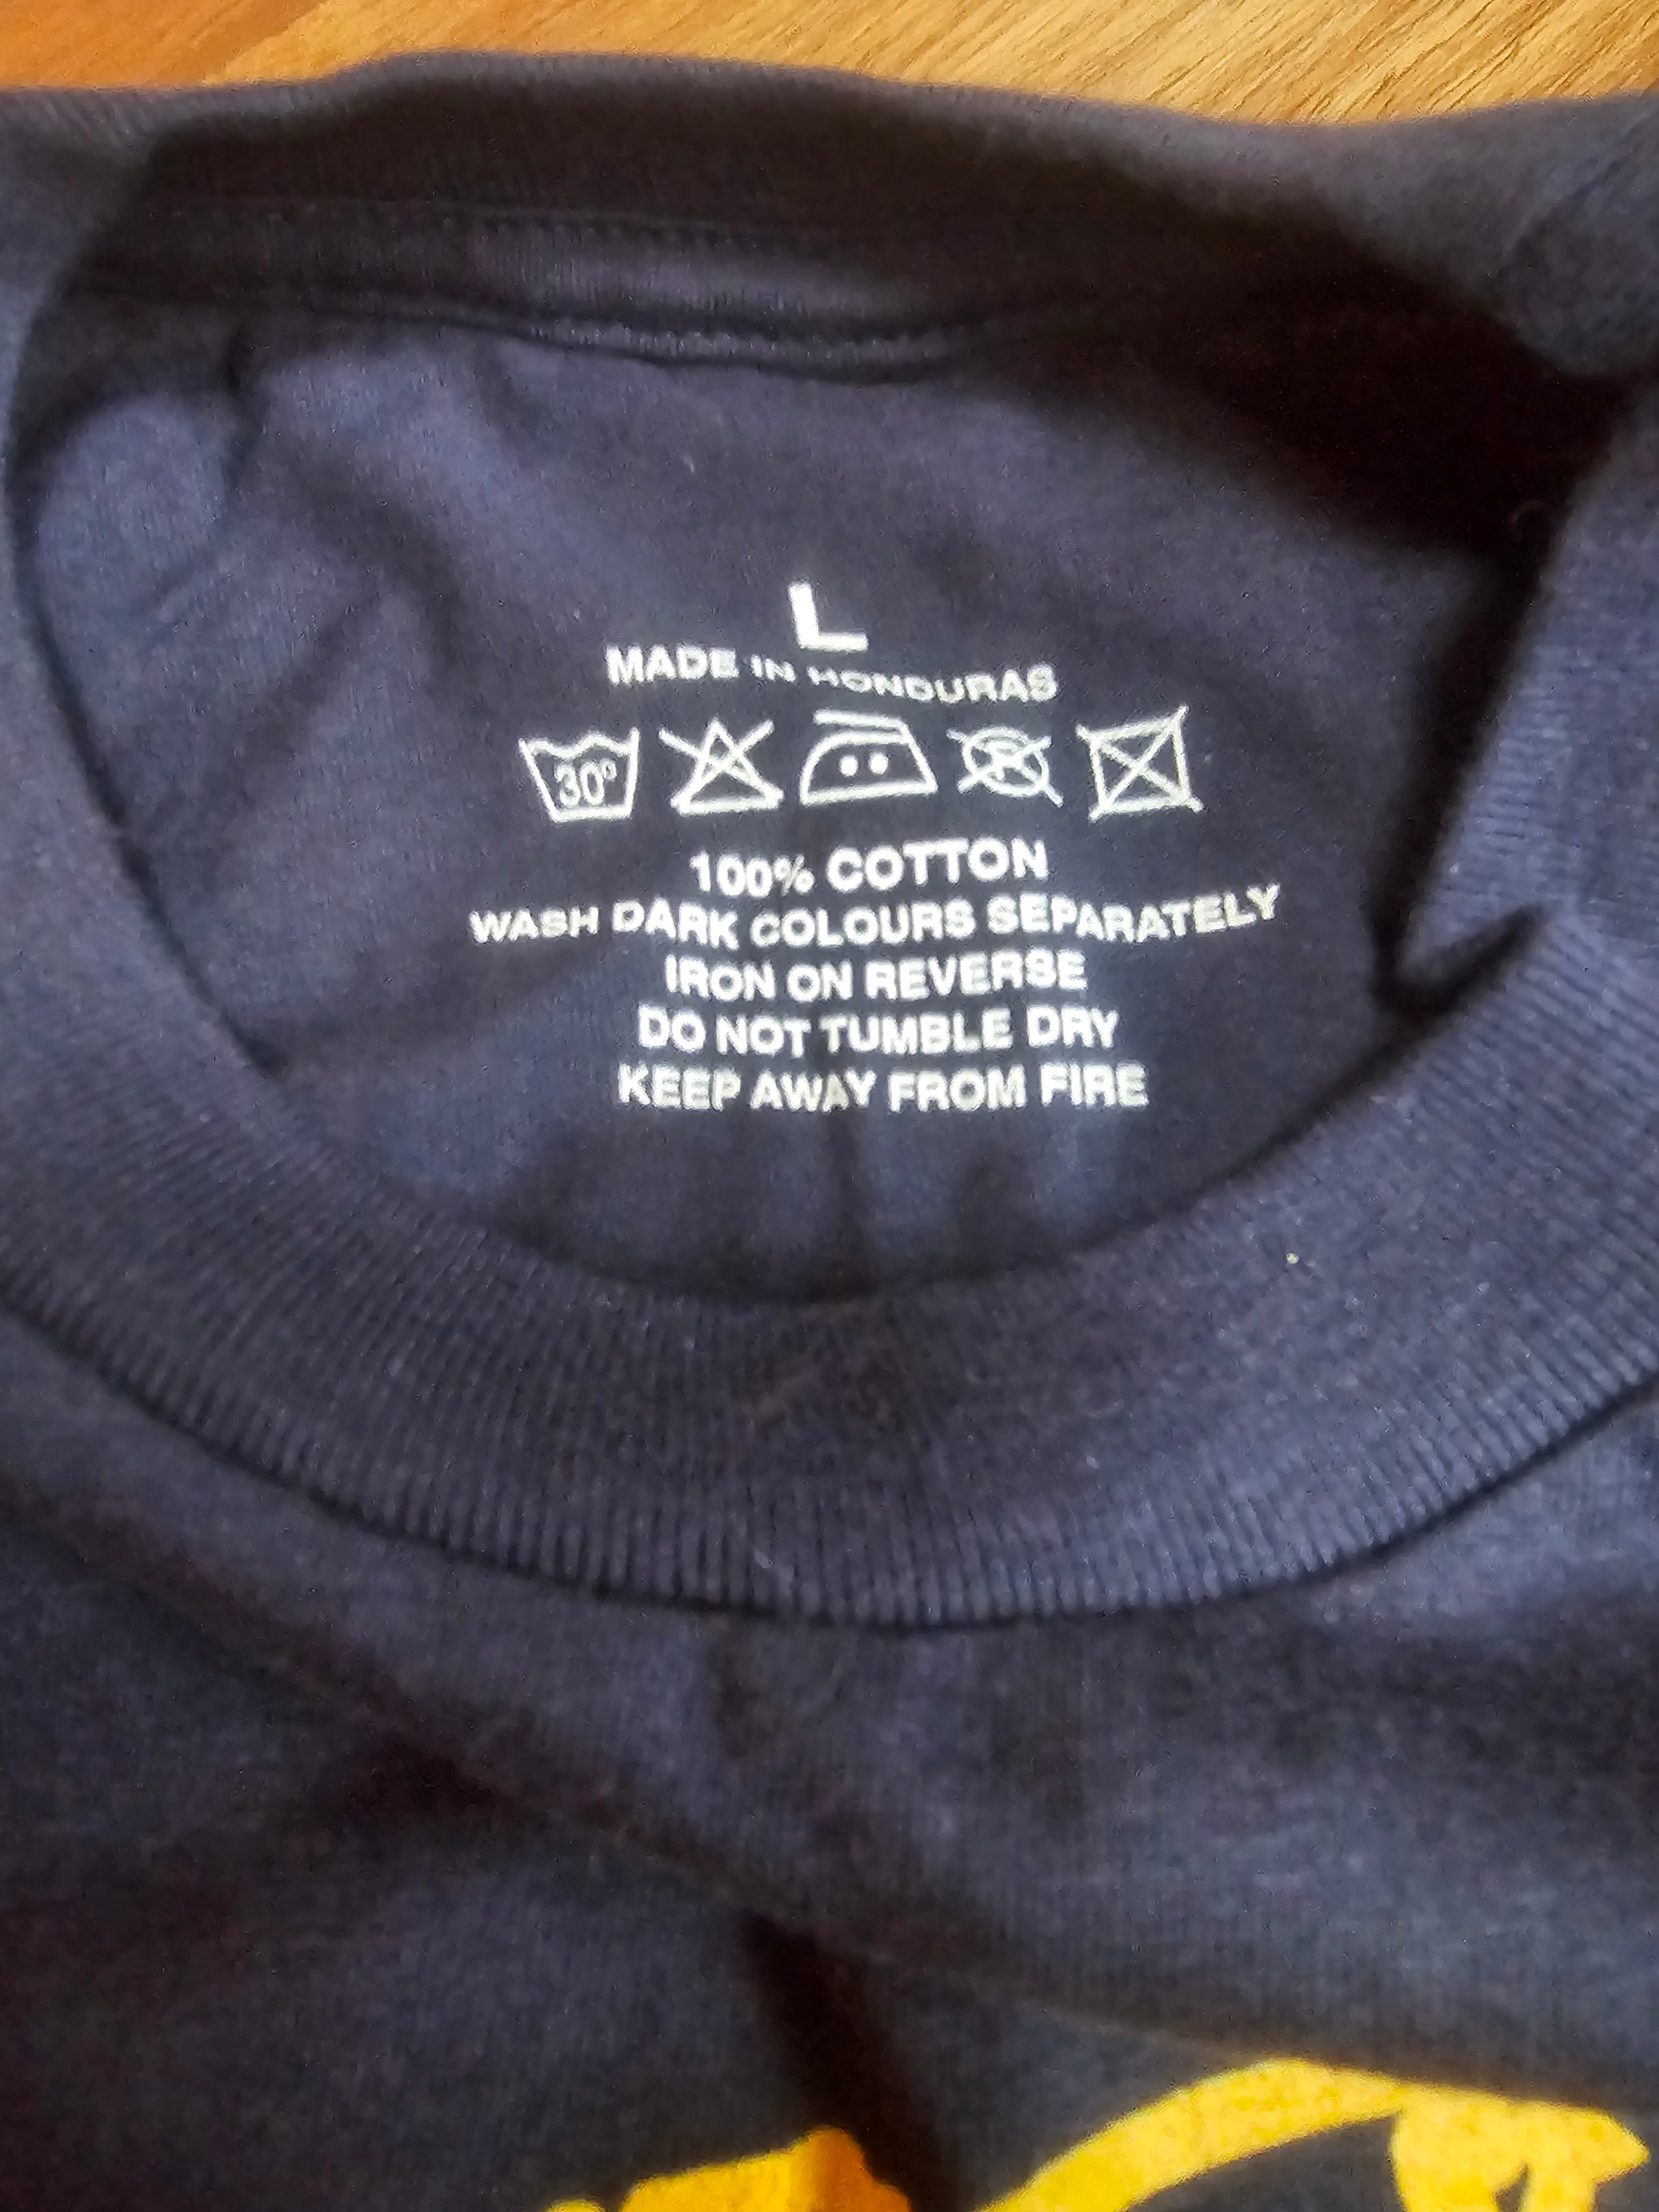 L
MADE IN HONDURAS
30°
100% COTTON
WASH DARK COLOURS SEPARATELY
IRON ON REVERSE
DO NOT TUMBLE DRY
KEEP AWAY FROM FIRE